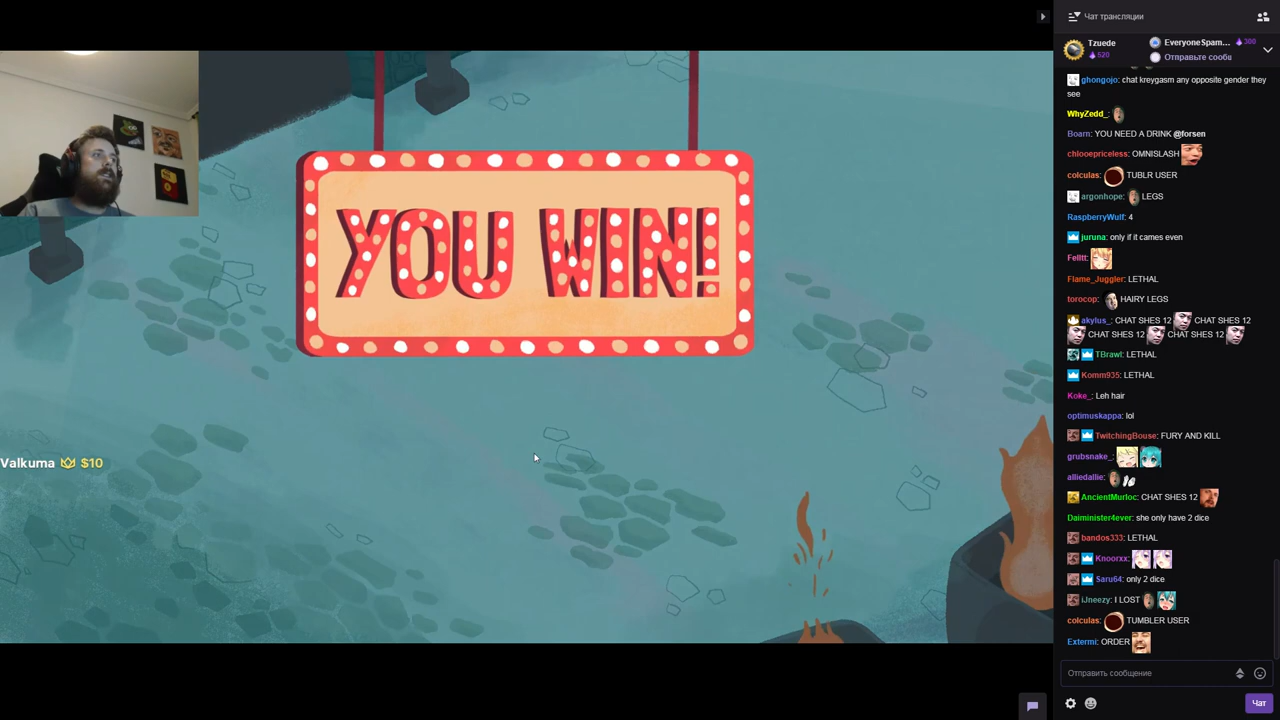 Чат трансляции
Tzuede
520
EveryoneSpam...
300
Отправьте сообщ
ghongojo: chat kreygasm any opposite gender they
see
WhyZedd_:
Boarn: YOU NEED A DRINK @forsen
chlooepriceless: OMNISLASH
colculas: TUBLR USER
argonhope: LEGS
RaspberryWulf: 4
juruna: only if it cames even
Felltt:
Flame_Juggler: LETHAL
torocop: HAIRY LEGS
akylus_: CHAT SHES 12 CHAT SHES 12
CHAT SHES 12 CHAT SHES 12
TBrawl: LETHAL
Komm935: LETHAL
Koke_: Leh hair
optimuskappa: lol
TwitchingBouse: FURY AND KILL
grubsnake_:
alliedallie:
AncientMurloc: CHAT SHES 12
Daiminister4ever: she only have 2 dice
bandos333: LETHAL
Knoorxx:
Saru64: only 2 dice
iJneezy: I LOST
colculas: TUMBLER USER
Extermi: ORDER
Отправить сообщение
Чат
YOU WIN!
Valkuma $10